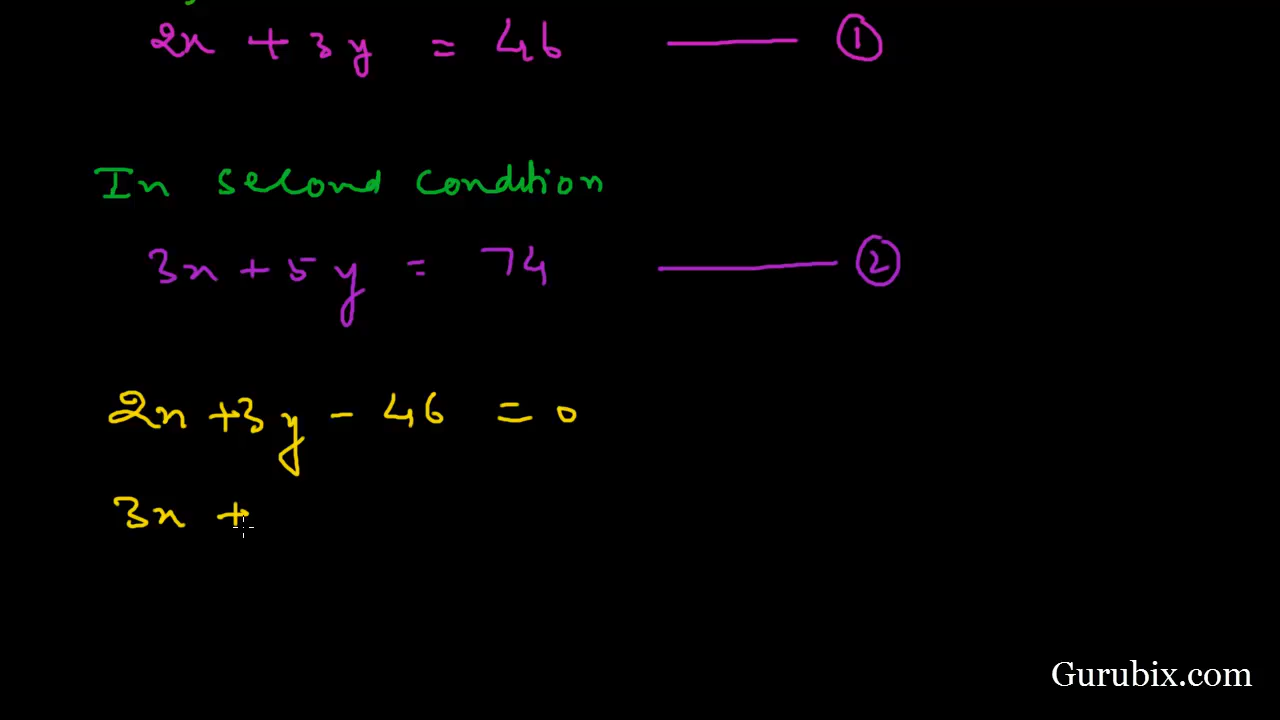 2x + 3y = 46 ——— ①
In second condition
3x + 5y = 74 ——— ②
2x + 3y - 46 = 0
3x +
Gurubix.com